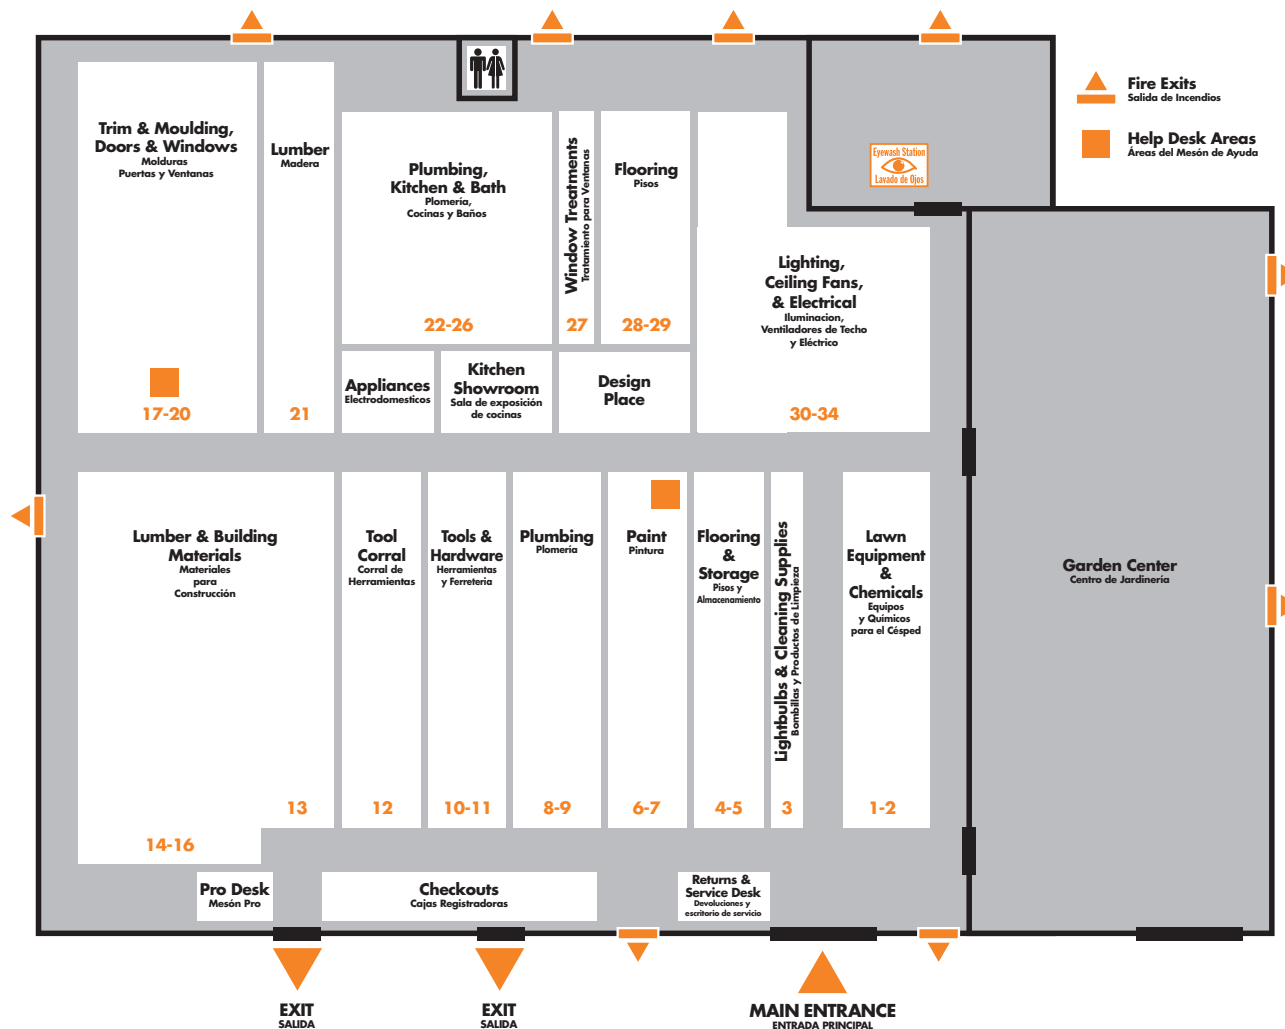 Fire Exits
Salida de Incendios
Help Desk Areas
Áreas del Mesón de Ayuda
Eyewash Station
Lavado de Ojos
Trim & Moulding,
Doors & Windows
Molduras
Puertas y Ventanas
17-20
Lumber
Madera
21
Plumbing,
Kitchen & Bath
Plomería,
Cocinas y Baños
22-26
Window Treatments
Tratamiento para Ventanas
27
Flooring
Pisos
28-29
Lighting,
Ceiling Fans,
& Electrical
Iluminacion,
Ventiladores de Techo
y Eléctrico
30-34
Appliances
Electrodomesticos
Kitchen
Showroom
Sala de exposición
de cocinas
Design
Place
Lumber & Building
Materials
Materiales
para
Construcción
13
14-16
Tool
Corral
Corral de
Herramientas
12
Tools &
Hardware
Herramientas
y Ferreteria
10-11
Plumbing
Plomería
8-9
Paint
Pintura
6-7
Flooring
&
Storage
Pisos y
Almacenamiento
4-5
Lightbulbs & Cleaning Supplies
Bombillas y Productos de Limpieza
3
Lawn
Equipment
&
Chemicals
Equipos
y Químicos
para el Césped
1-2
Garden Center
Centro de Jardinería
Pro Desk
Mesón Pro
Checkouts
Cajas Registradoras
Returns &
Service Desk
Devoluciones y
escritorio de servicio
EXIT
SALIDA
EXIT
SALIDA
MAIN ENTRANCE
ENTRADA PRINCIPAL